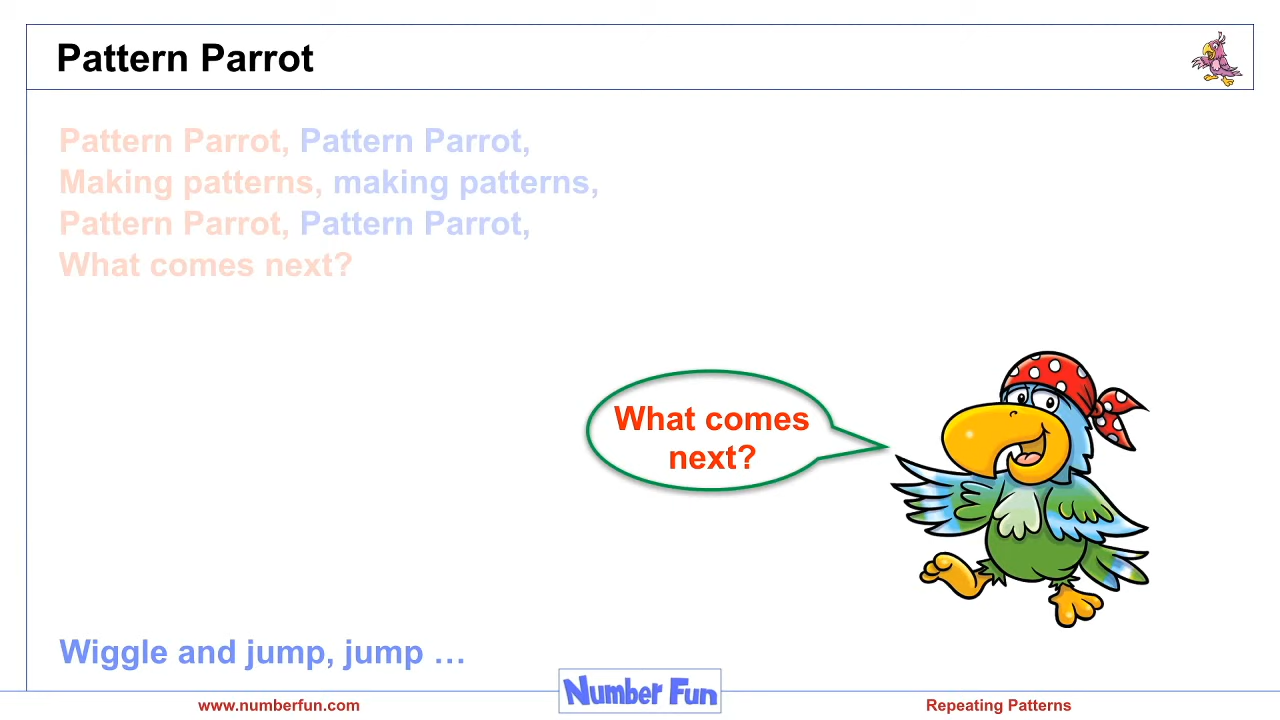 Pattern Parrot
Pattern Parrot, Pattern Parrot,
Making patterns, making patterns,
Pattern Parrot, Pattern Parrot,
What comes next?
What comes
next?
Wiggle and jump, jump …
www.numberfun.com
Number Fun
Repeating Patterns